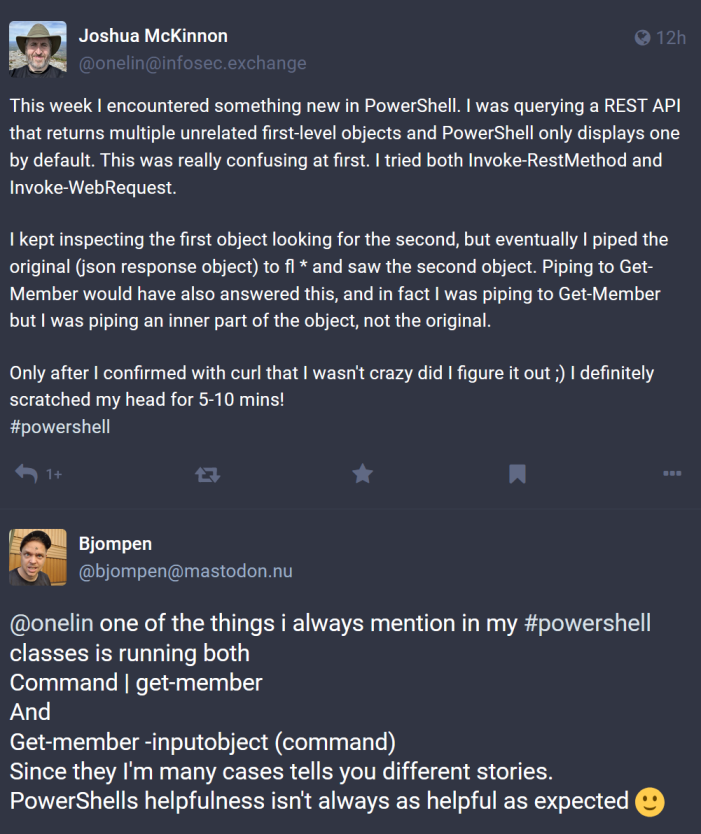 Joshua McKinnon
12h
@onelin@infosec.exchange
This week I encountered something new in PowerShell. I was querying a REST API
that returns multiple unrelated first-level objects and PowerShell only displays one
by default. This was really confusing at first. I tried both Invoke-RestMethod and
Invoke-WebRequest.
I kept inspecting the first object looking for the second, but eventually I piped the
original (json response object) to fl * and saw the second object. Piping to Get-
Member would have also answered this, and in fact I was piping to Get-Member
but I was piping an inner part of the object, not the original.
Only after I confirmed with curl that I wasn't crazy did I figure it out ;) I definitely
scratched my head for 5-10 mins!
#powershell
1+
Bjompen
@bjompen@mastodon.nu
@onelin one of the things i always mention in my #powershell
classes is running both
Command | get-member
And
Get-member -inputobject (command)
Since they I'm many cases tells you different stories.
PowerShells helpfulness isn't always as helpful as expected 🙂